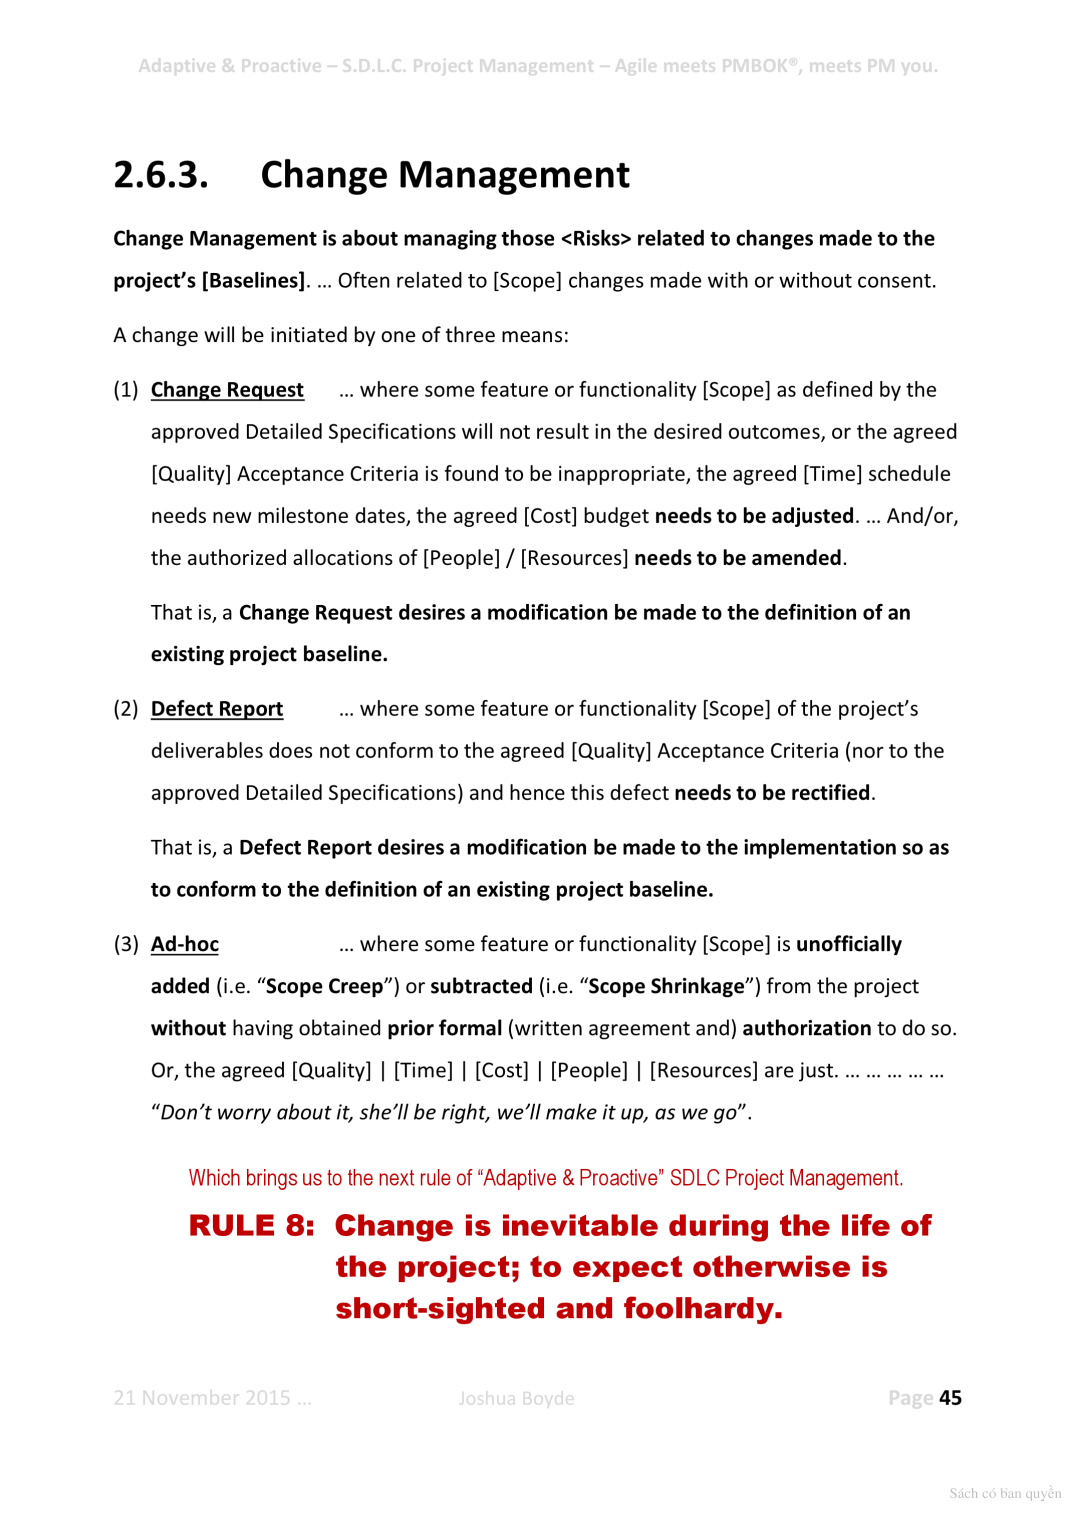 Adaptive & Proactive – S.D.L.C. Project Management – Agile meets PMBOK®, meets PM you.
2.6.3. Change Management
Change Management is about managing those <Risks> related to changes made to the
project’s [Baselines]. … Often related to [Scope] changes made with or without consent.
A change will be initiated by one of three means:
(1) Change Request … where some feature or functionality [Scope] as defined by the
approved Detailed Specifications will not result in the desired outcomes, or the agreed
[Quality] Acceptance Criteria is found to be inappropriate, the agreed [Time] schedule
needs new milestone dates, the agreed [Cost] budget needs to be adjusted. … And/or,
the authorized allocations of [People] / [Resources] needs to be amended.
That is, a Change Request desires a modification be made to the definition of an
existing project baseline.
(2) Defect Report … where some feature or functionality [Scope] of the project’s
deliverables does not conform to the agreed [Quality] Acceptance Criteria (nor to the
approved Detailed Specifications) and hence this defect needs to be rectified.
That is, a Defect Report desires a modification be made to the implementation so as
to conform to the definition of an existing project baseline.
(3) Ad-hoc … where some feature or functionality [Scope] is unofficially
added (i.e. “Scope Creep”) or subtracted (i.e. “Scope Shrinkage”) from the project
without having obtained prior formal (written agreement and) authorization to do so.
Or, the agreed [Quality] | [Time] | [Cost] | [People] | [Resources] are just. … … … … …
“Don’t worry about it, she’ll be right, we’ll make it up, as we go”.
Which brings us to the next rule of “Adaptive & Proactive” SDLC Project Management.
RULE 8: Change is inevitable during the life of
the project; to expect otherwise is
short-sighted and foolhardy.
21 November 2015 … Joshua Boyde Page 45
Sách có bản quyền